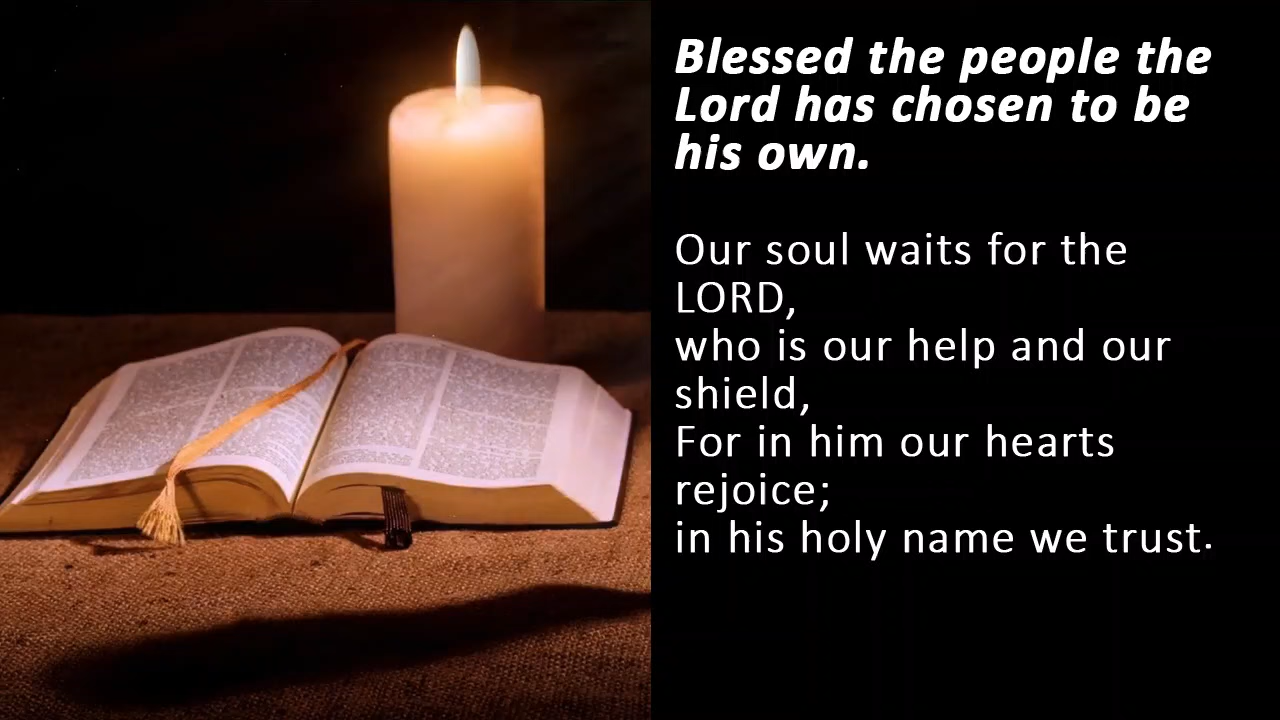 Blessed the people the
Lord has chosen to be
his own.
Our soul waits for the
LORD,
who is our help and our
shield,
For in him our hearts
rejoice;
in his holy name we trust.